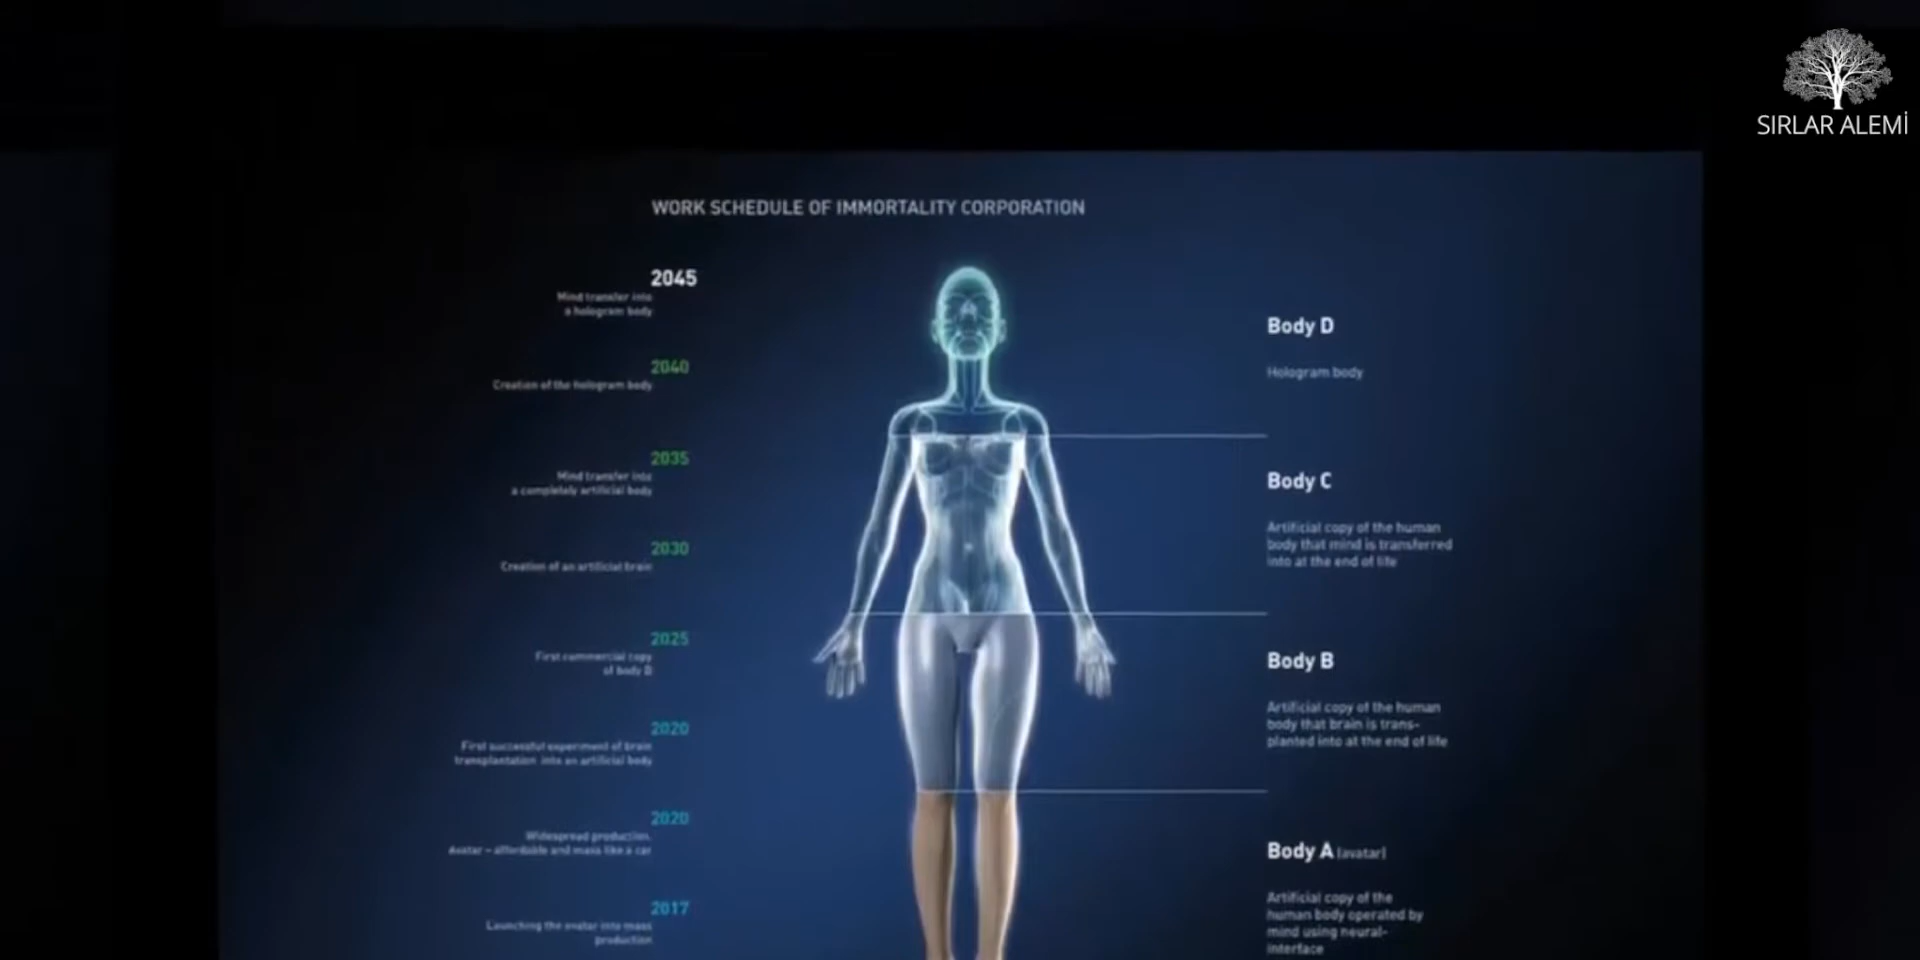 SIRLAR ALEMİ
WORK SCHEDULE OF IMMORTALITY CORPORATION
2045
Mind transfer into
a hologram body
2040
Creation of the hologram body
2035
Mind transfer into
a completely artificial body
2030
Creation of an artificial brain
2025
First commercial copy
of body B
2020
First successful experiment of brain
transplantation into an artificial body
2020
Widespread production.
Avatar – affordable and mass like a car
2017
Launching the avatar into mass
production
Body D
Hologram body
Body C
Artificial copy of the human
body that mind is transferred
into at the end of life
Body B
Artificial copy of the human
body that brain is trans-
planted into at the end of life
Body A (avatar)
Artificial copy of the
human body operated by
mind using neural-
interface